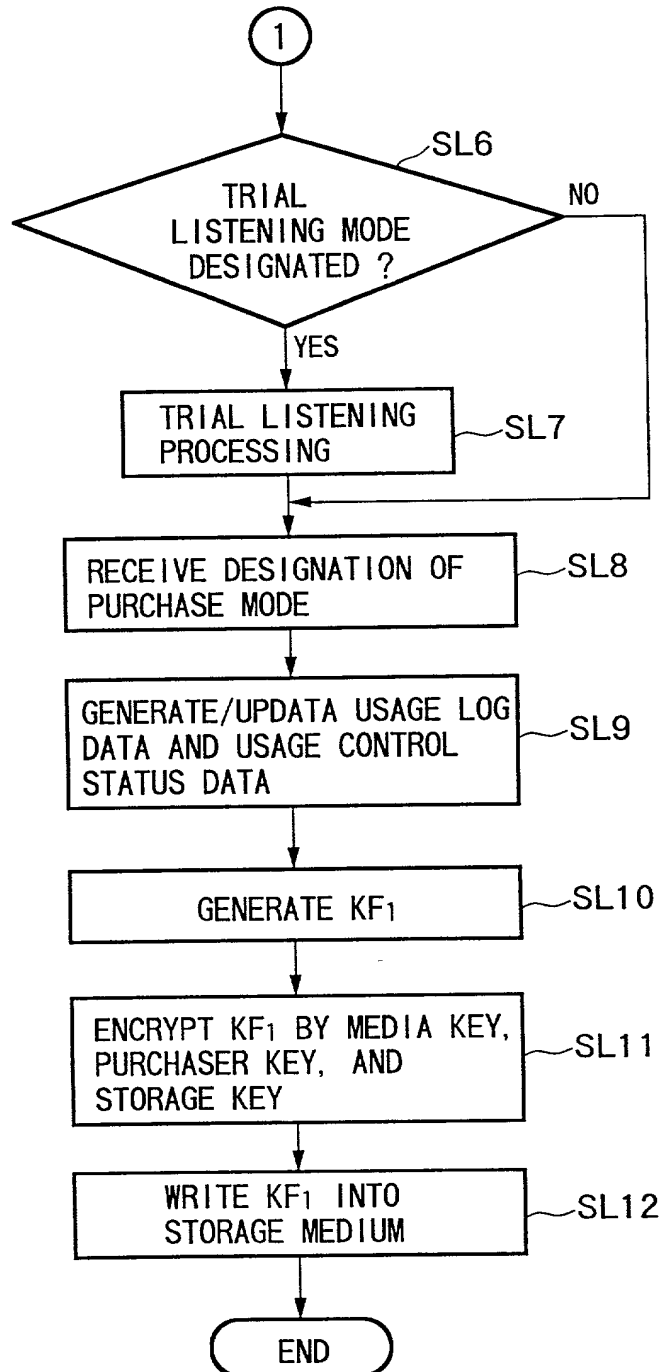 1
SL6
TRIAL
LISTENING MODE
DESIGNATED ?
NO
YES
TRIAL LISTENING
PROCESSING
SL7
RECEIVE DESIGNATION OF
PURCHASE MODE
SL8
GENERATE/UPDATA USAGE LOG
DATA AND USAGE CONTROL
STATUS DATA
SL9
GENERATE KF₁
SL10
ENCRYPT KF₁ BY MEDIA KEY,
PURCHASER KEY, AND
STORAGE KEY
SL11
WRITE KF₁ INTO
STORAGE MEDIUM
SL12
END